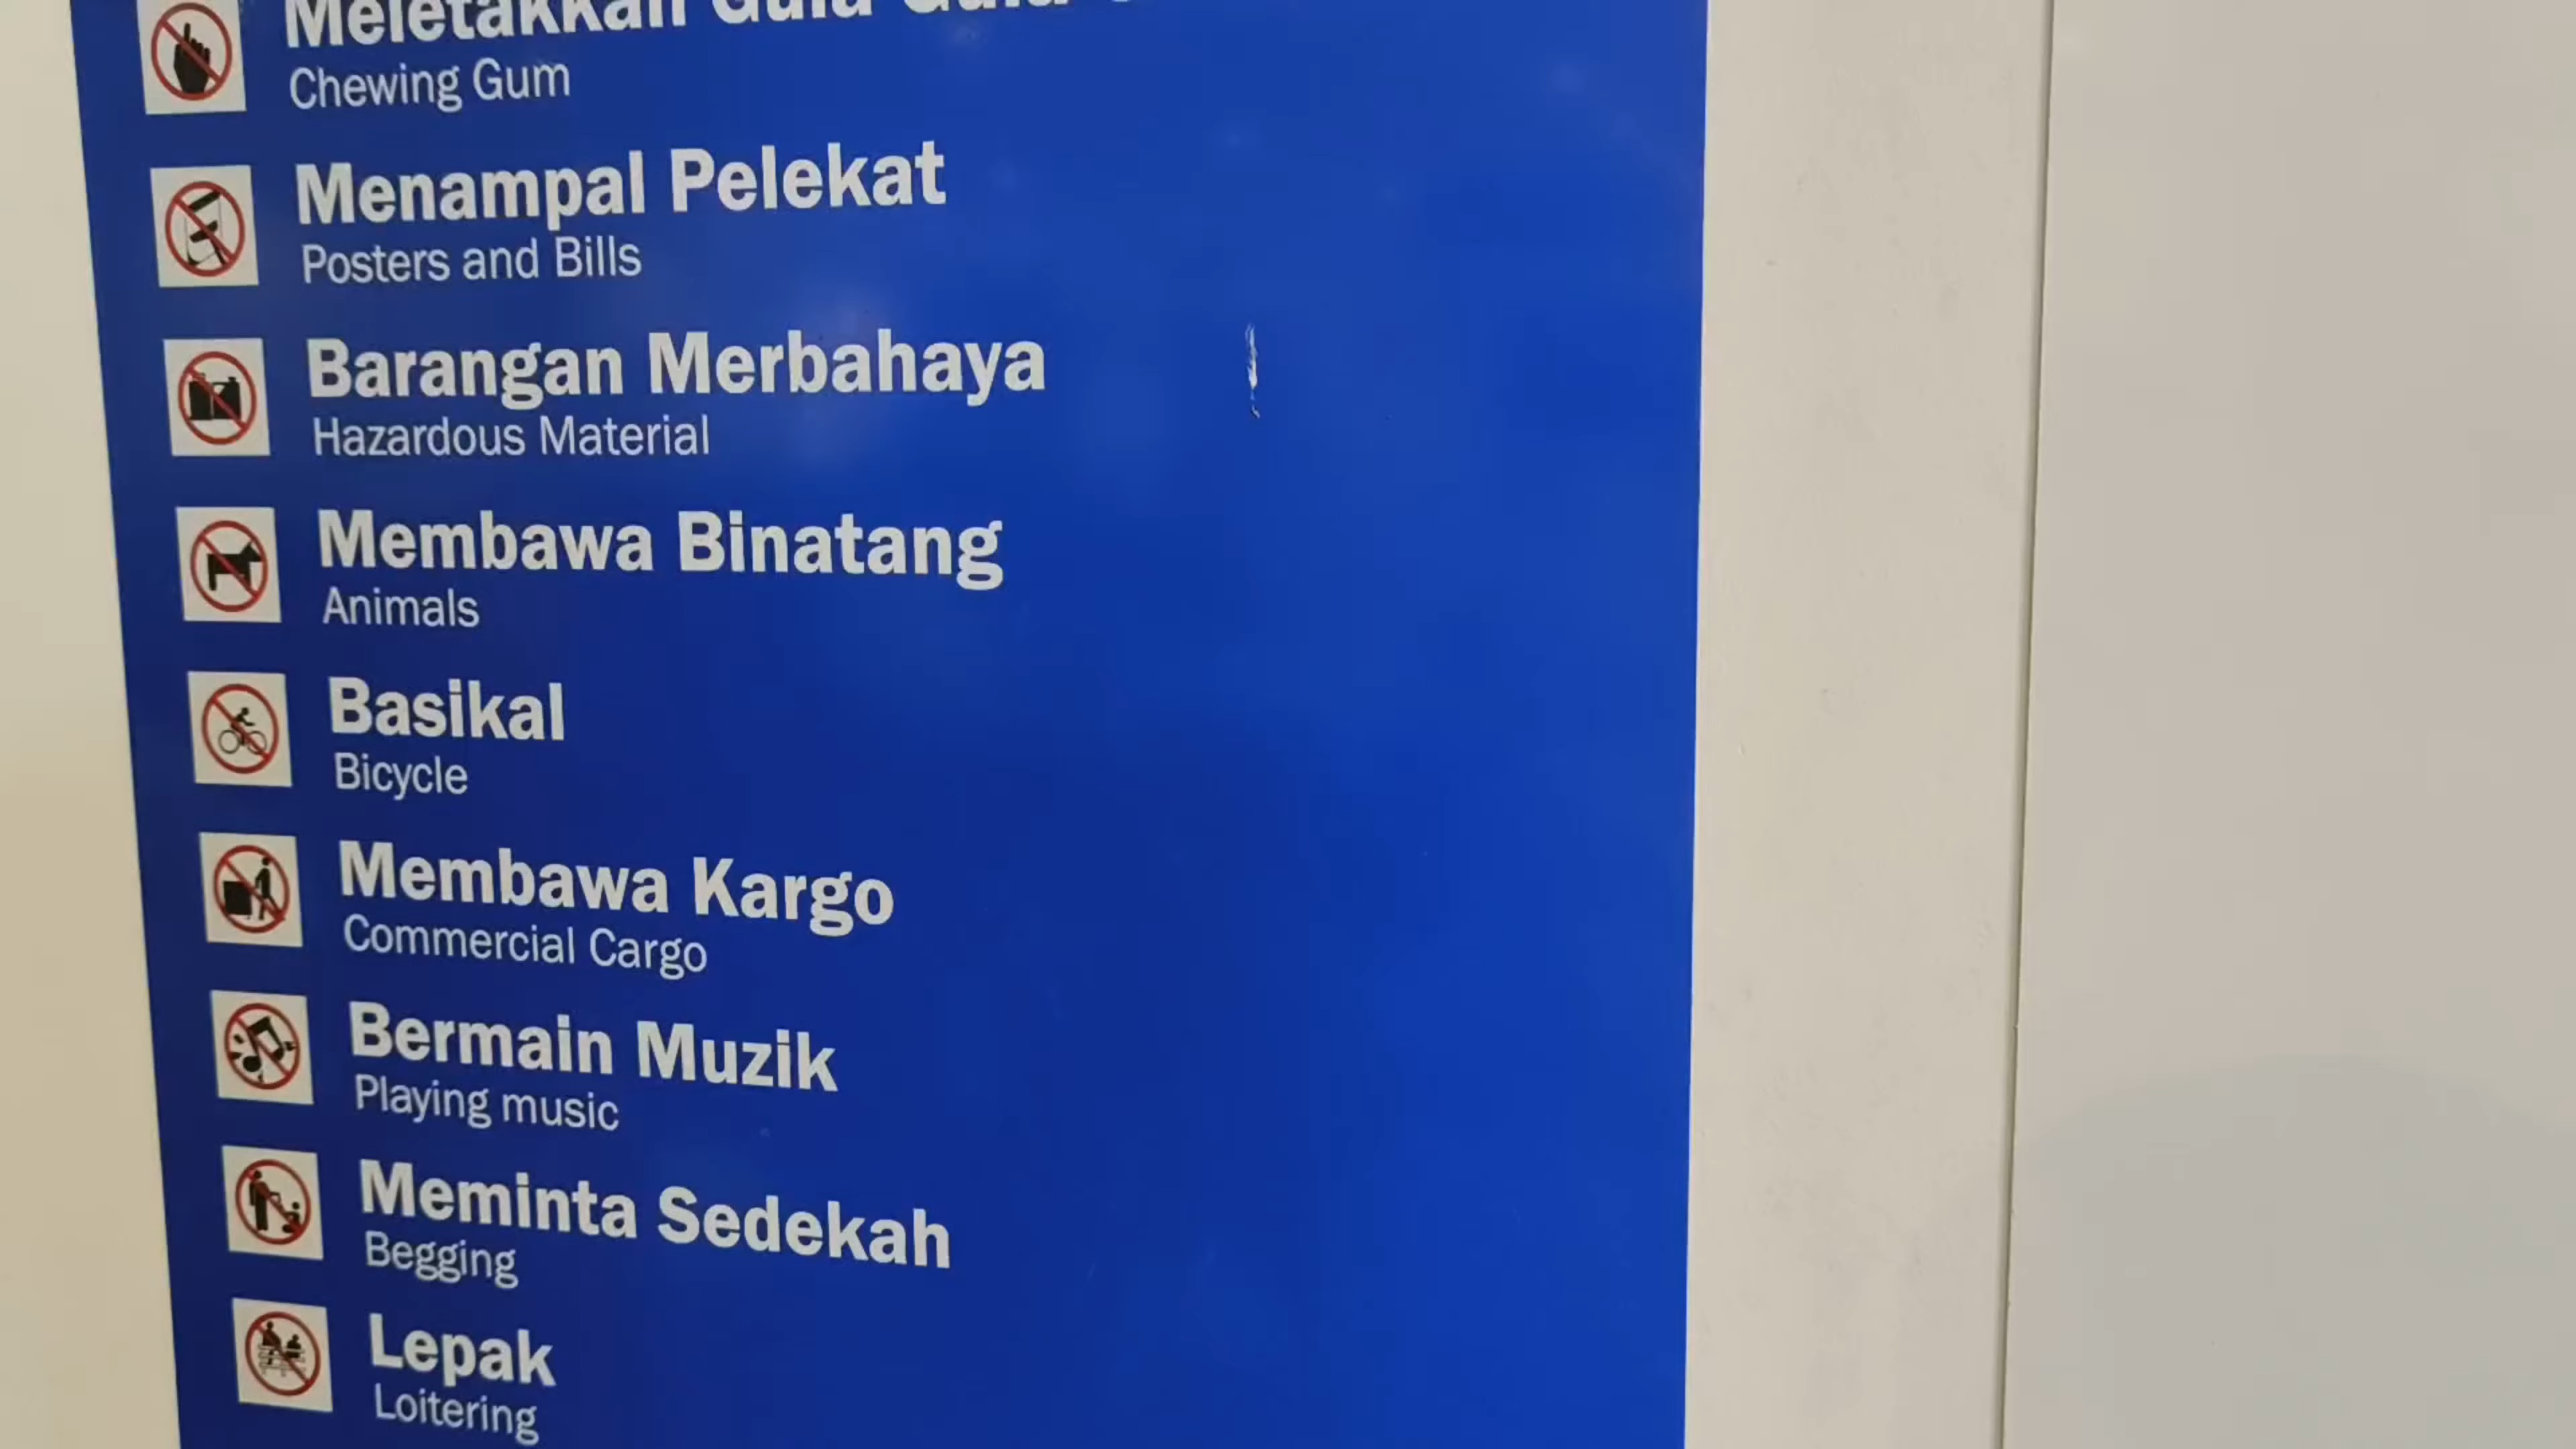 Meletakkan Gula
Chewing Gum
Menampal Pelekat
Posters and Bills
Barangan Merbahaya
Hazardous Material
Membawa Binatang
Animals
Basikal
Bicycle
Membawa Kargo
Commercial Cargo
Bermain Muzik
Playing music
Meminta Sedekah
Begging
Lepak
Loitering